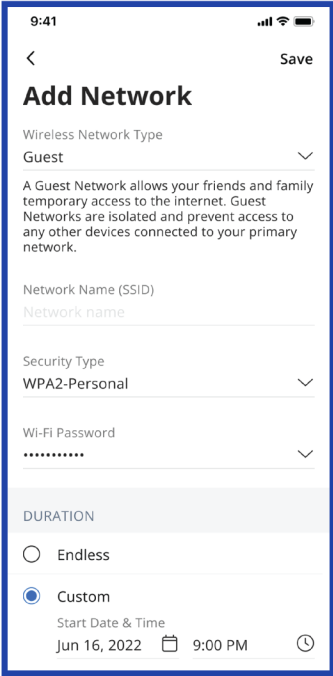 9:41
Save
Add Network
Wireless Network Type
Guest
A Guest Network allows your friends and family
temporary access to the internet. Guest
Networks are isolated and prevent access to
any other devices connected to your primary
network.
Network Name (SSID)
Network name
Security Type
WPA2-Personal
Wi-Fi Password
•••••••••••
DURATION
Endless
Custom
Start Date & Time
Jun 16, 2022 9:00 PM